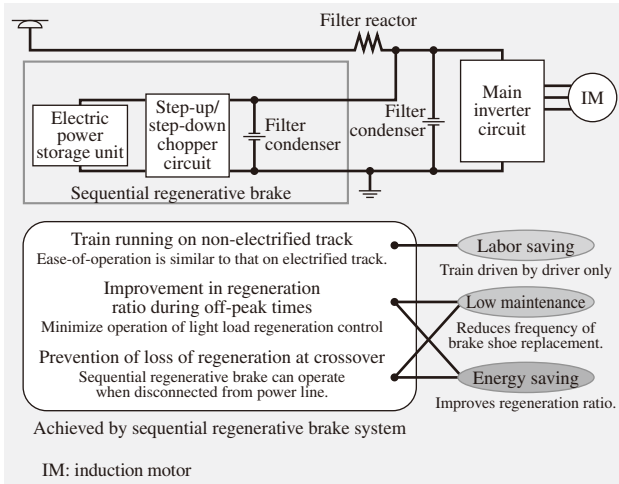 Filter reactor
Electric
power
storage unit
Step-up/
step-down
chopper
circuit
Filter
condenser
Filter
condenser
Main
inverter
circuit
IM
Sequential regenerative brake
Train running on non-electrified track
Ease-of-operation is similar to that on electrified track.
Improvement in regeneration
ratio during off-peak times
Minimize operation of light load regeneration control
Prevention of loss of regeneration at crossover
Sequential regenerative brake can operate
when disconnected from power line.
Labor saving
Train driven by driver only
Low maintenance
Reduces frequency of
brake shoe replacement.
Energy saving
Improves regeneration ratio.
Achieved by sequential regenerative brake system
IM: induction motor